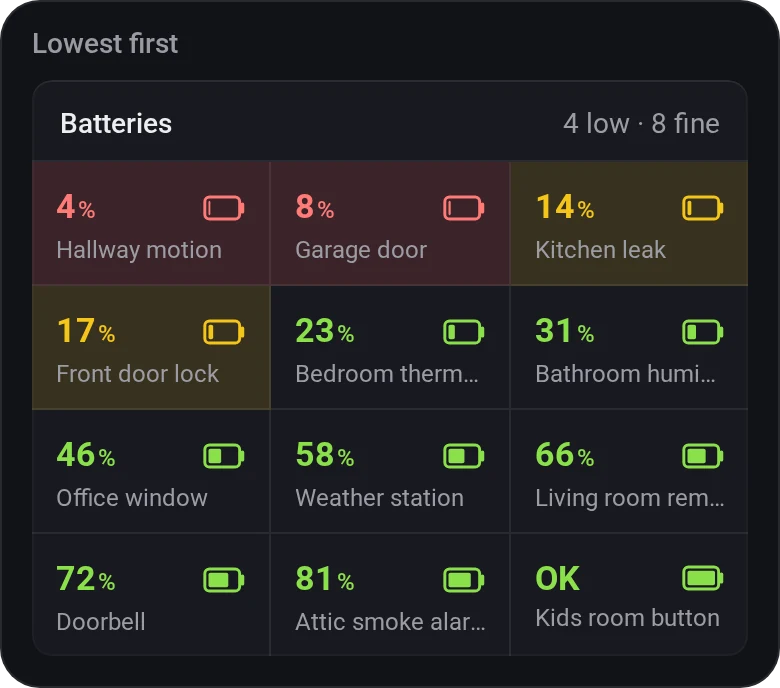 Lowest first
Batteries 4 low · 8 fine
4% 8% 14%
Hallway motion Garage door Kitchen leak
17% 23% 31%
Front door lock Bedroom therm… Bathroom humi…
46% 58% 66%
Office window Weather station Living room rem…
72% 81% OK
Doorbell Attic smoke alar… Kids room button